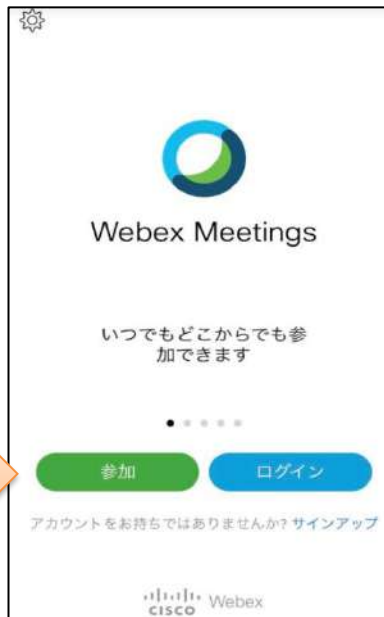 Webex Meetings
いつでもどこからでも参
加できます
参加
ログイン
アカウントをお持ちではありませんか? サインアップ
CISCO Webex